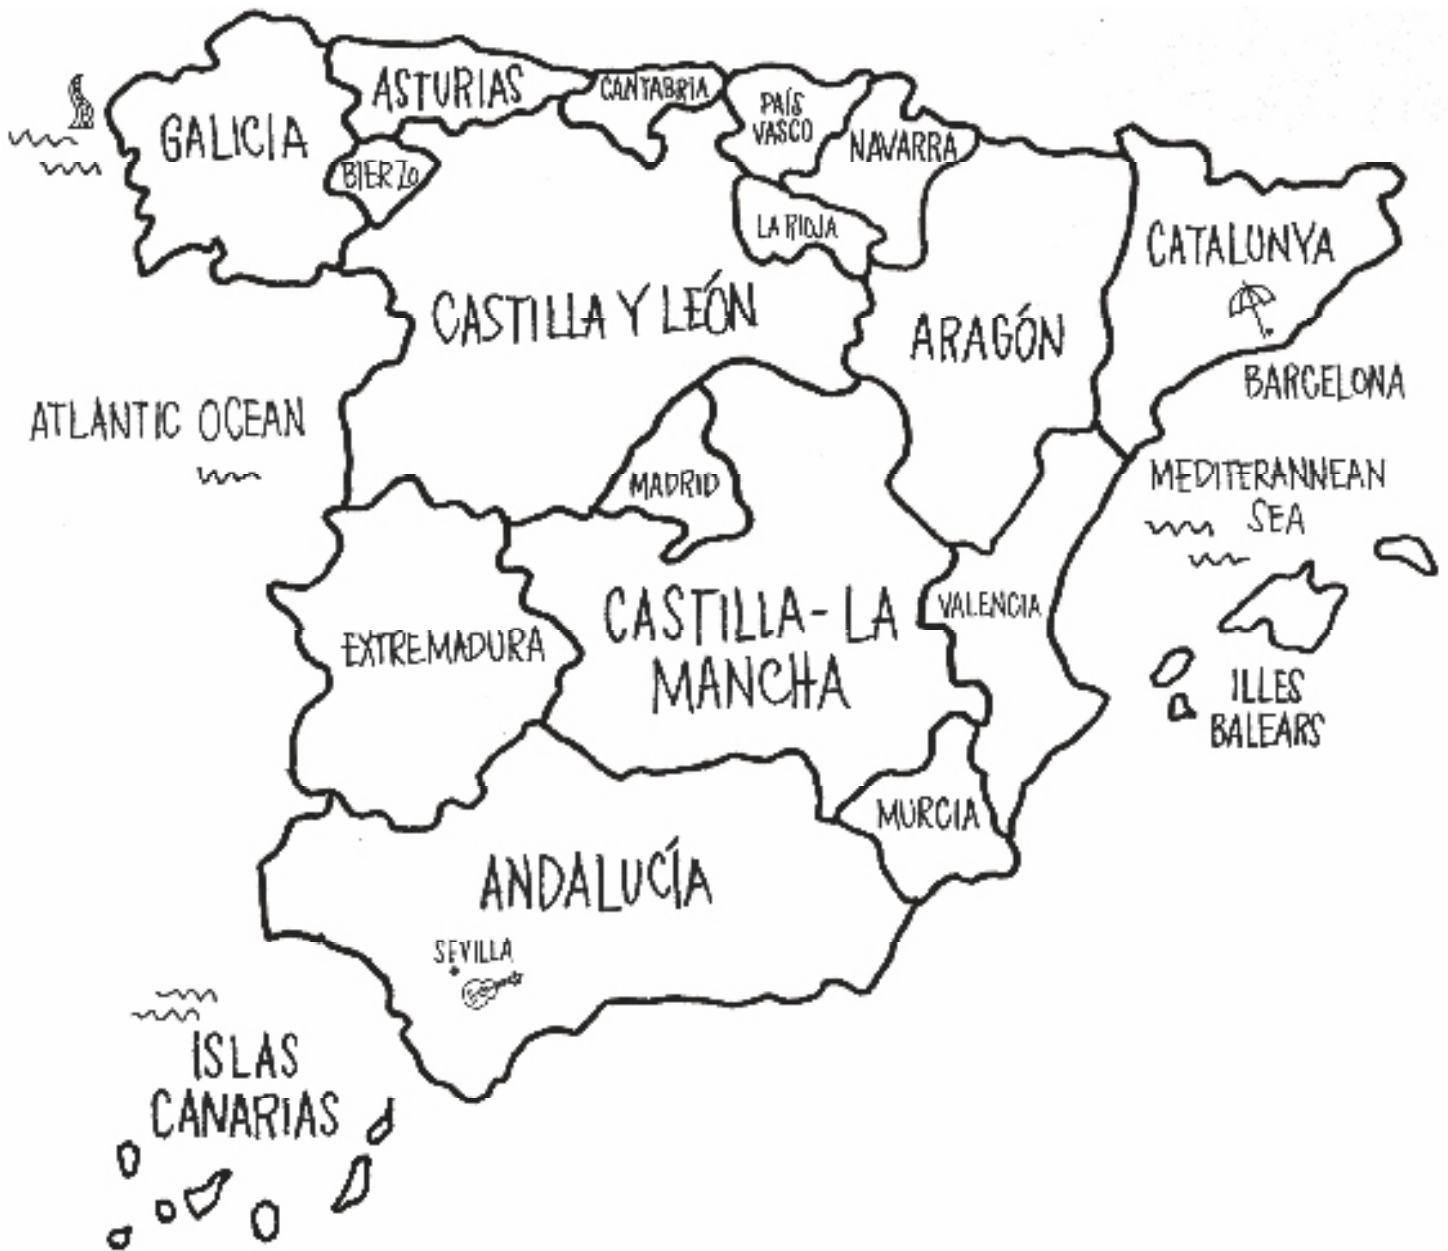 ASTURIAS
CANTABRIA
PAÍS
VASCO
NAVARRA
GALICIA
BIERZO
LA RIOJA
CATALUNYA
CASTILLA Y LEÓN
ARAGÓN
BARCELONA
ATLANTIC OCEAN
MEDITERANNEAN
SEA
MADRID
CASTILLA-LA
MANCHA
VALENCIA
EXTREMADURA
ILLES
BALEARS
MURCIA
ANDALUCÍA
SEVILLA
ISLAS
CANARIAS